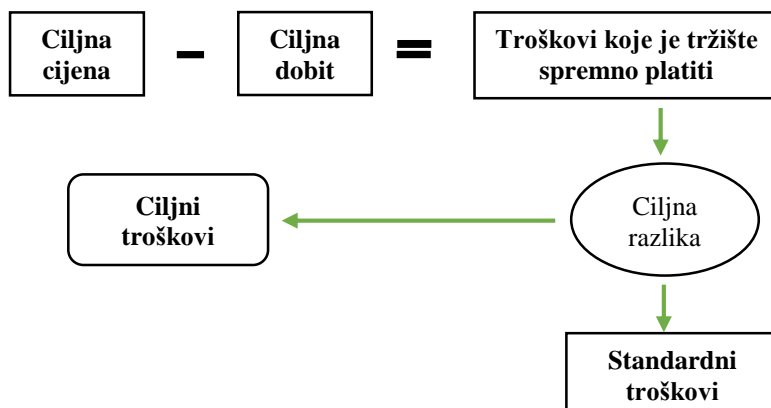 Ciljna
cijena
–
Ciljna
dobit
=
Troškovi koje je tržište
spremno platiti
Ciljni
troškovi
Ciljna
razlika
Standardni
troškovi